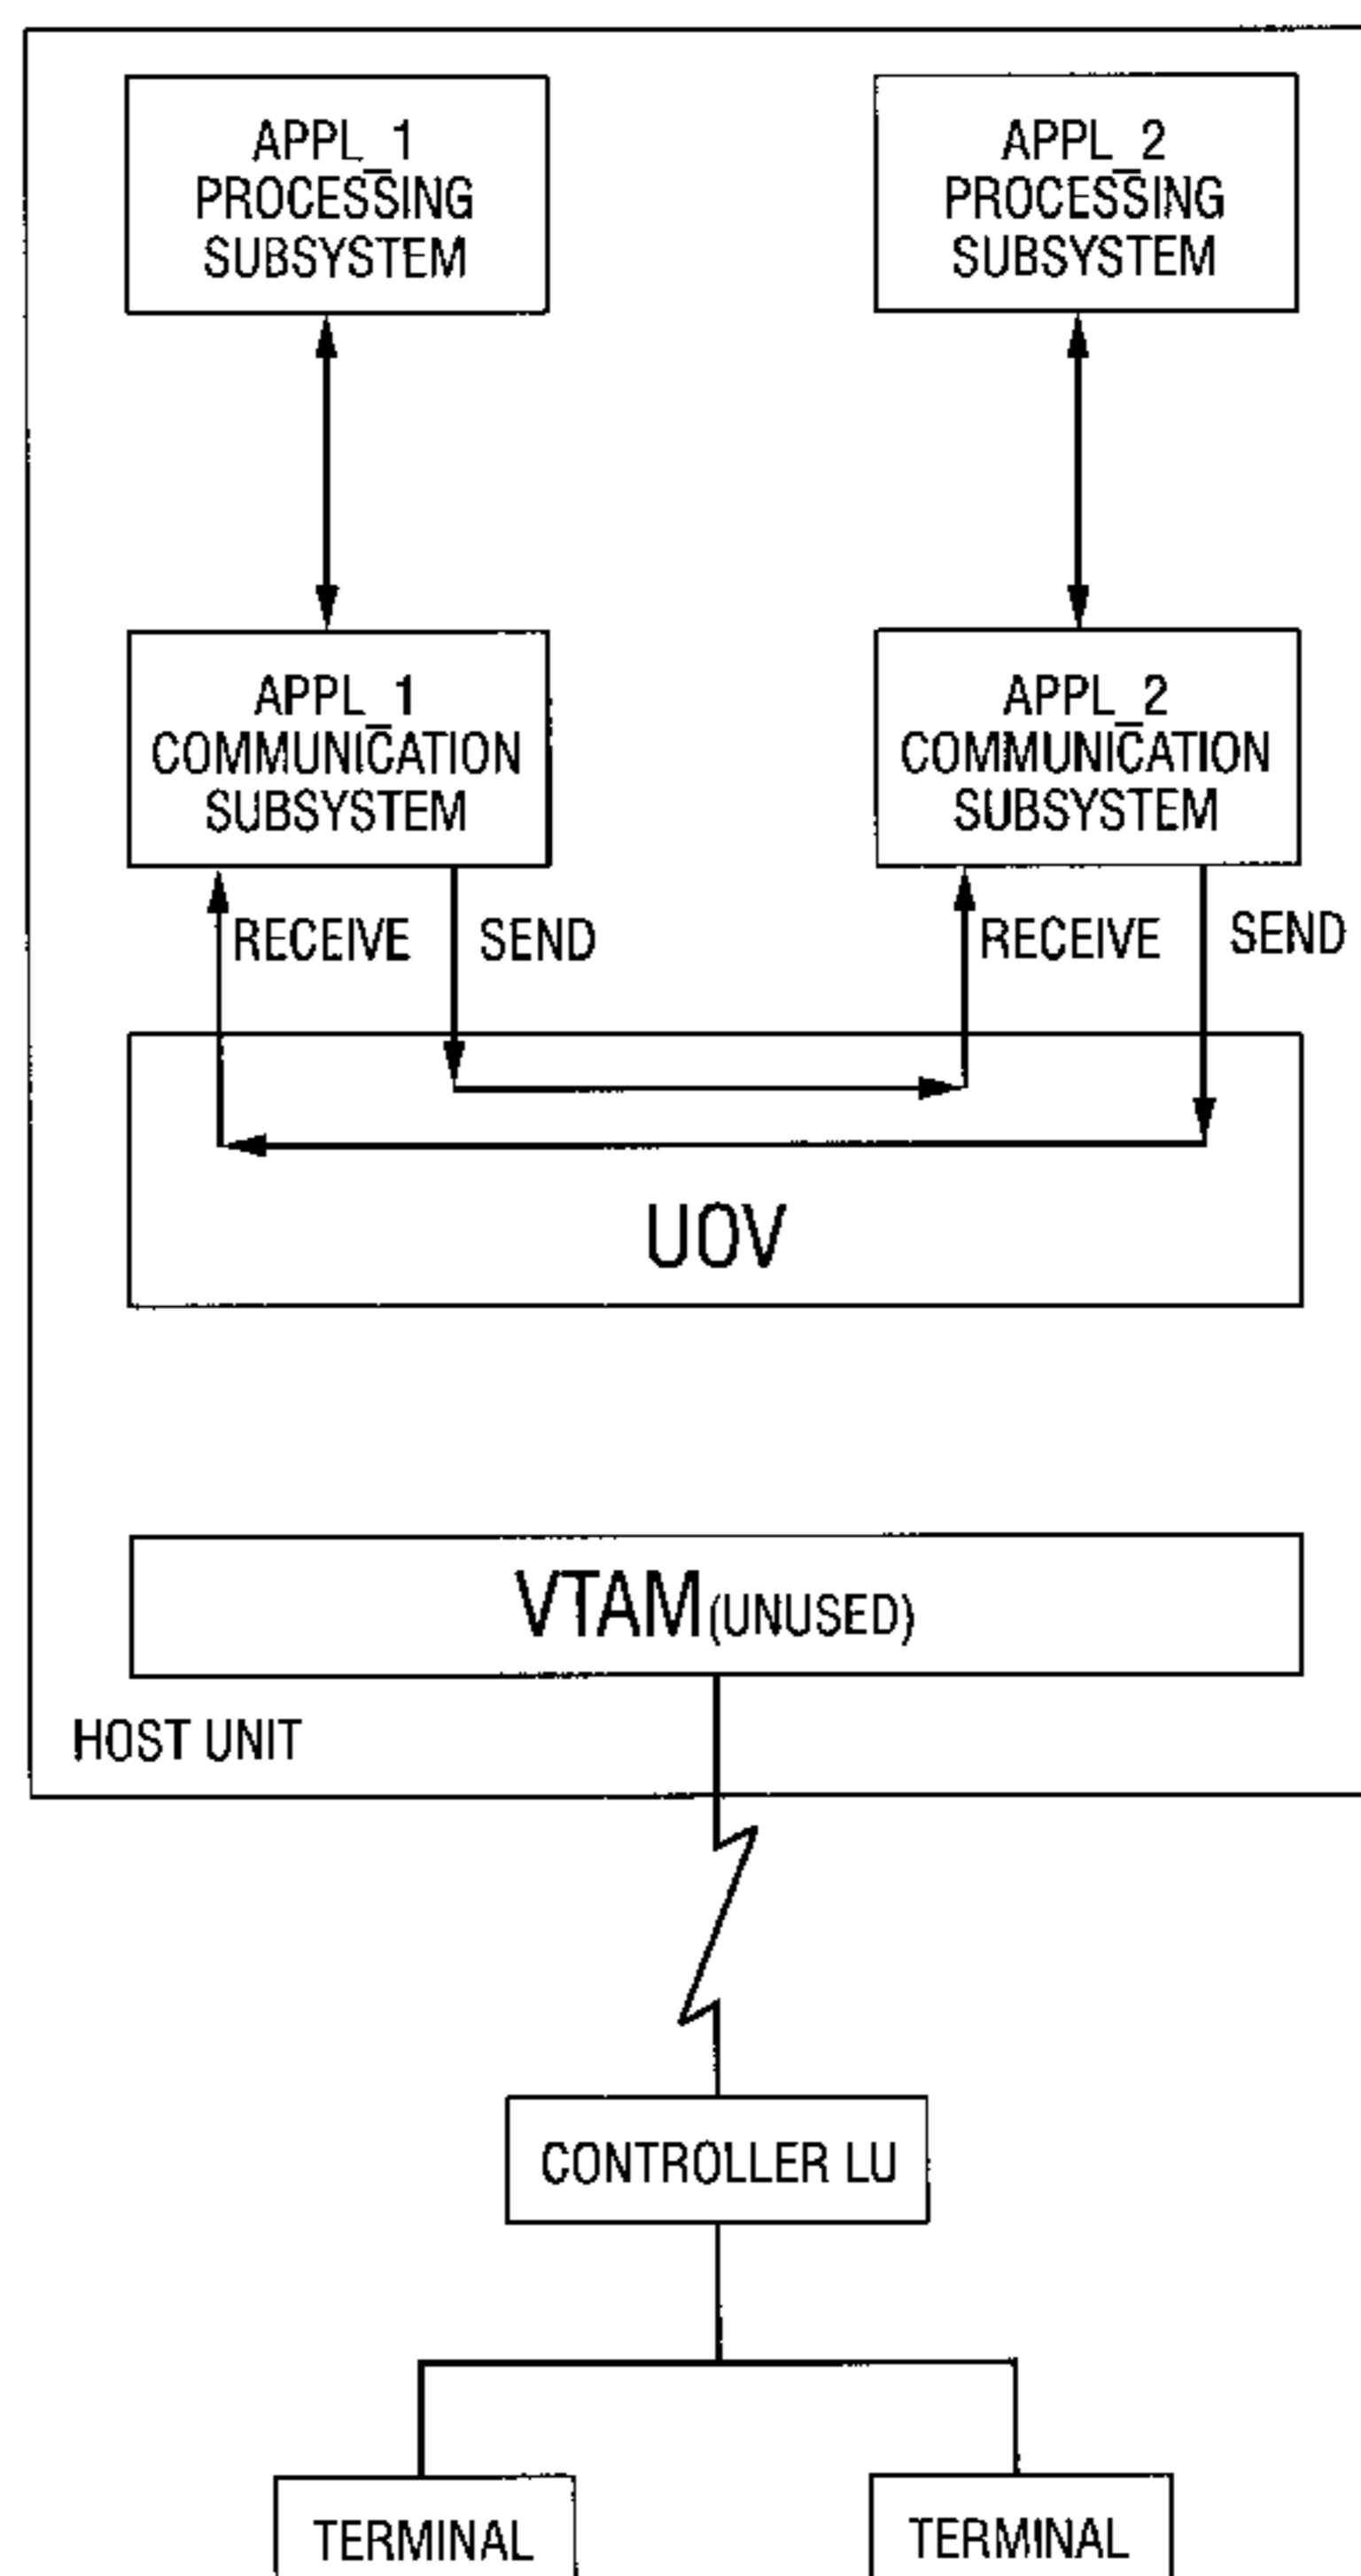 APPL_1
PROCESSING
SUBSYSTEM
APPL_2
PROCESSING
SUBSYSTEM
APPL_1
COMMUNICATION
SUBSYSTEM
APPL_2
COMMUNICATION
SUBSYSTEM
RECEIVE
SEND
RECEIVE
SEND
UOV
VTAM (UNUSED)
HOST UNIT
CONTROLLER LU
TERMINAL
TERMINAL